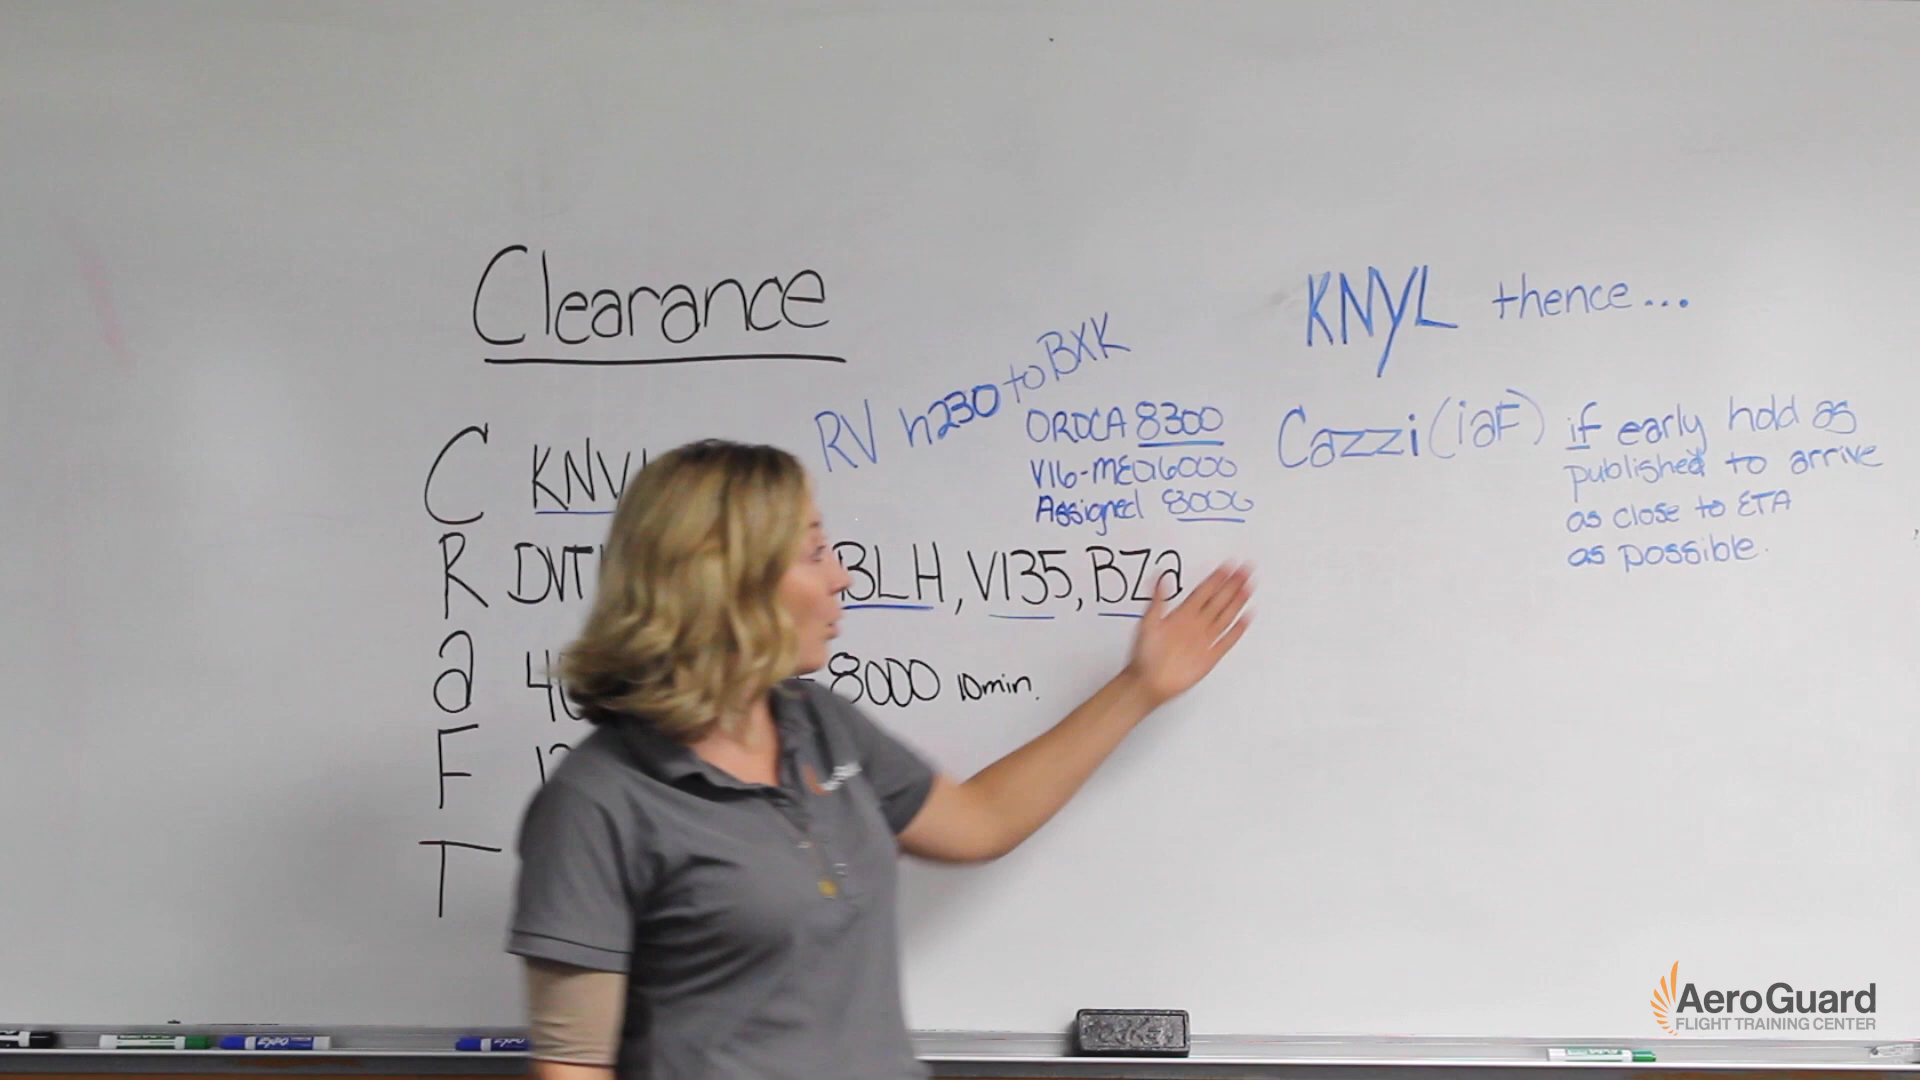 Clearance
KNYL thence...
RV h230 to BXK
ORDCA 8300
V16-MEA 6000
Assigned 8000
Cazzi (iaF) if early hold as
published to arrive
as close to ETA
as possible.
C
R DVT BLH, V135, BZa
a 8000 10min.
F
T
EXPO
EXPO
AeroGuard
FLIGHT TRAINING CENTER